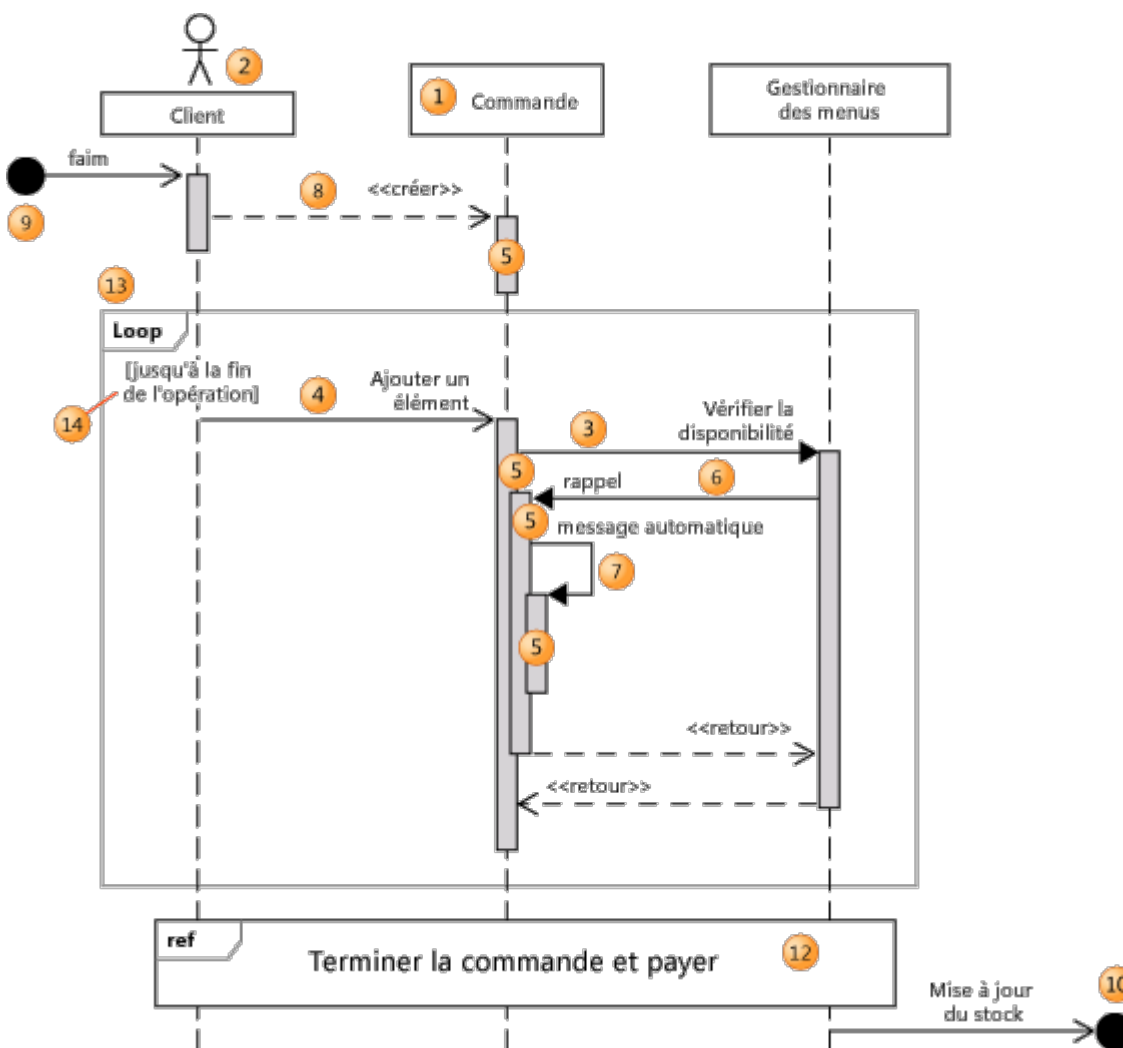 2
1
Client
Commande
Gestionnaire
des menus
faim
8
<<créer>>
9
5
13
Loop
[jusqu'à la fin
de l'opération]
14
4
Ajouter un
élément
3
Vérifier la
disponibilité
5
rappel
6
5
message automatique
7
5
<<retour>>
<<retour>>
ref
Terminer la commande et payer
12
Mise à jour
du stock
10